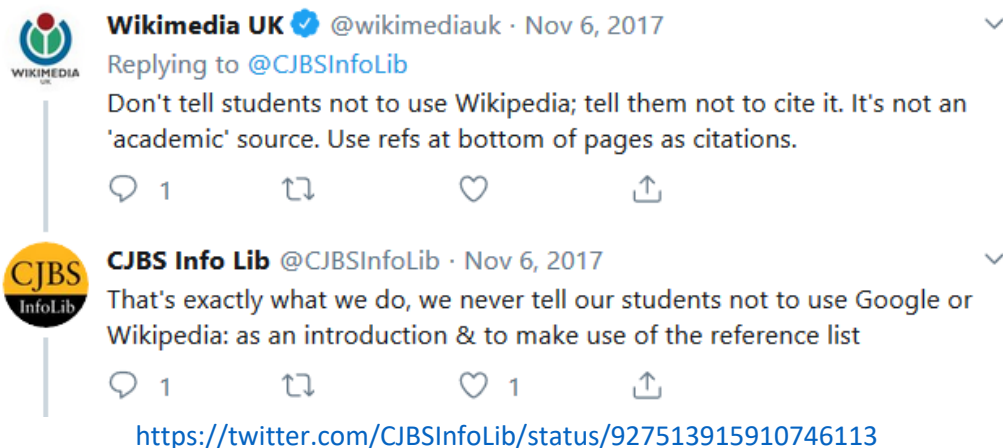 Wikimedia UK @wikimediauk · Nov 6, 2017
WIKIMEDIA
UK
Replying to @CJBSInfoLib
Don't tell students not to use Wikipedia; tell them not to cite it. It's not an
'academic' source. Use refs at bottom of pages as citations.
1
CJBS Info Lib @CJBSInfoLib · Nov 6, 2017
CJBS
InfoLib
That's exactly what we do, we never tell our students not to use Google or
Wikipedia: as an introduction & to make use of the reference list
1 1
https://twitter.com/CJBSInfoLib/status/927513915910746113